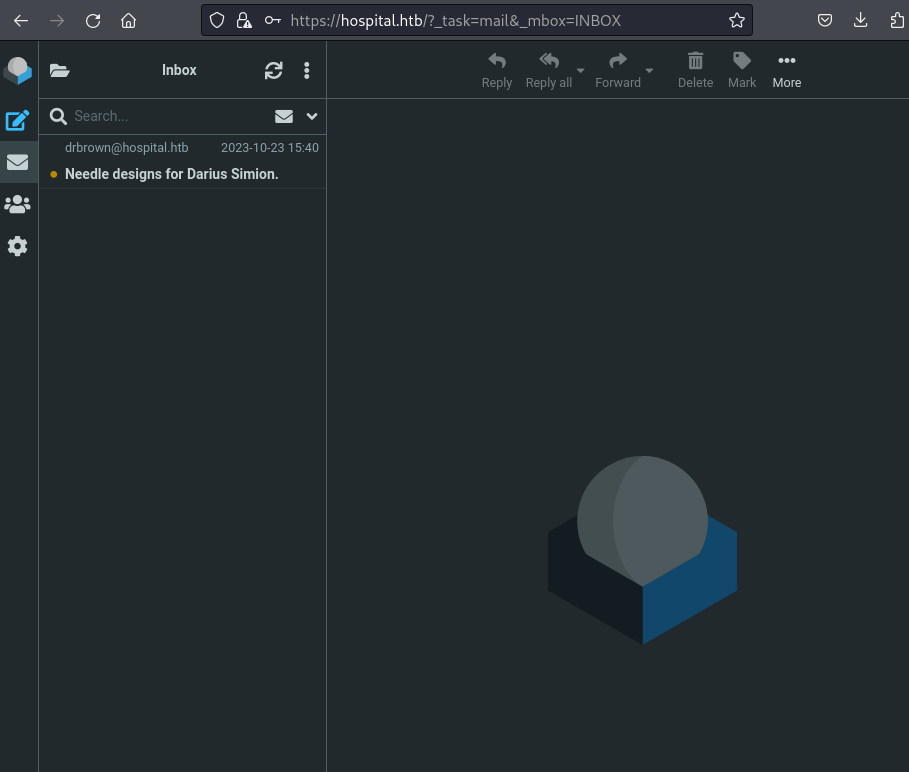 https://hospital.htb/?_task=mail&_mbox=INBOX
Inbox
Reply
Reply all
Forward
Delete
Mark
More
Search...
drbrown@hospital.htb 2023-10-23 15:40
Needle designs for Darius Simion.